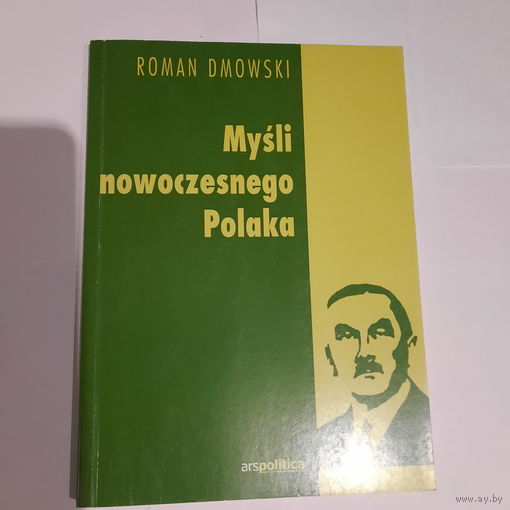 ROMAN DMOWSKI
Myśli
nowoczesnego
Polaka
arspolitica
www.ay.by